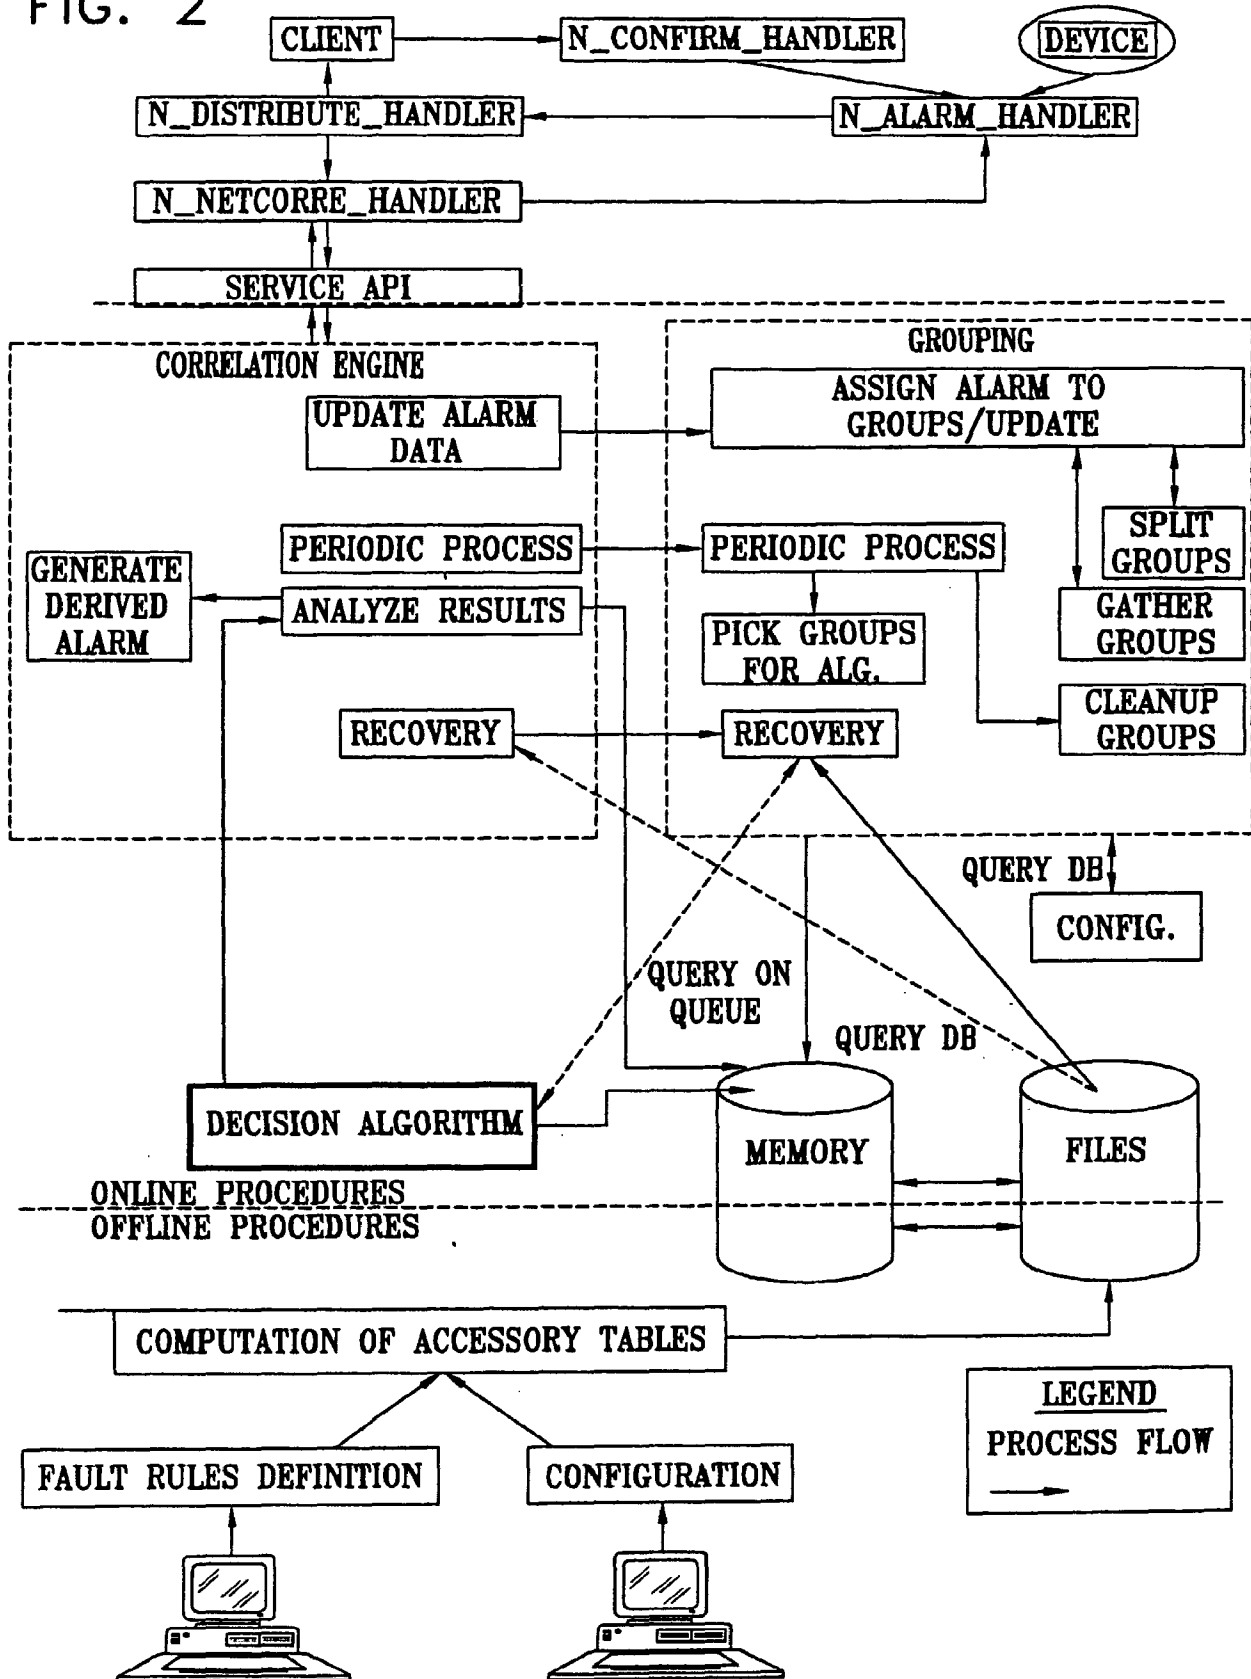 FIG. 2
CLIENT
N_CONFIRM_HANDLER
DEVICE
N_DISTRIBUTE_HANDLER
N_ALARM_HANDLER
N_NETCORRE_HANDLER
SERVICE API
CORRELATION ENGINE
GROUPING
UPDATE ALARM
DATA
ASSIGN ALARM TO
GROUPS/UPDATE
PERIODIC PROCESS
PERIODIC PROCESS
SPLIT
GROUPS
GENERATE
DERIVED
ALARM
ANALYZE RESULTS
PICK GROUPS
FOR ALG.
GATHER
GROUPS
RECOVERY
RECOVERY
CLEANUP
GROUPS
QUERY DB
CONFIG.
QUERY ON
QUEUE
QUERY DB
DECISION ALGORITHM
MEMORY
FILES
ONLINE PROCEDURES
OFFLINE PROCEDURES
COMPUTATION OF ACCESSORY TABLES
LEGEND
PROCESS FLOW
FAULT RULES DEFINITION
CONFIGURATION